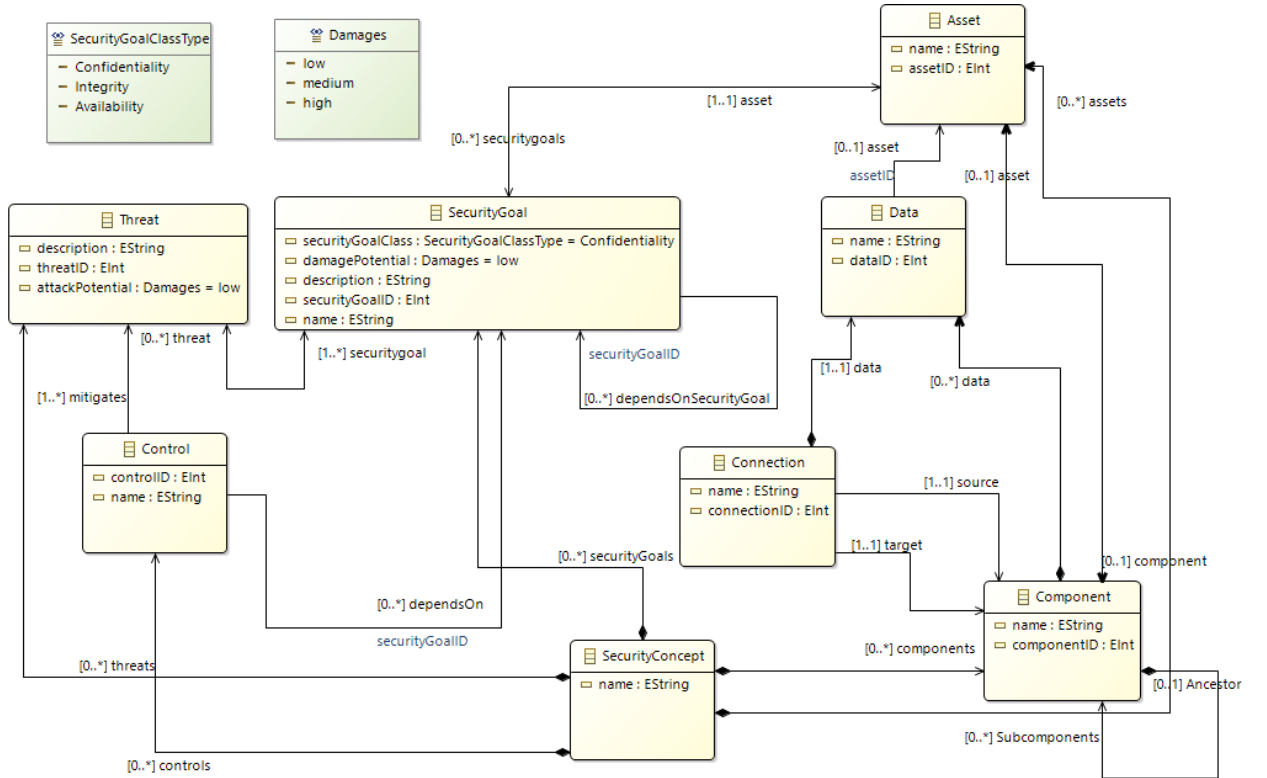 SecurityGoalClassType
Confidentiality
Integrity
Availability
Damages
low
medium
high
Asset
name : EString
assetID : EInt
[1..1] asset
[0..*] assets
[0..*] securitygoals
[0..1] asset
assetID
[0..1] asset
Threat
description : EString
threatID : EInt
attackPotential : Damages = low
SecurityGoal
securityGoalClass : SecurityGoalClassType = Confidentiality
damagePotential : Damages = low
description : EString
securityGoalID : EInt
name : EString
Data
name : EString
dataID : EInt
[0..*] threat
[1..*] securitygoal
securityGoalID
[0..*] dependsOnSecurityGoal
[1..1] data
[0..*] data
[1..*] mitigates
Control
controlID : EInt
name : EString
Connection
name : EString
connectionID : EInt
[1..1] source
[1..1] target
[0..*] securityGoals
[0..1] component
[0..*] dependsOn
securityGoalID
Component
name : EString
componentID : EInt
SecurityConcept
name : EString
[0..*] components
[0..*] threats
[0..1] Ancestor
[0..*] Subcomponents
[0..*] controls